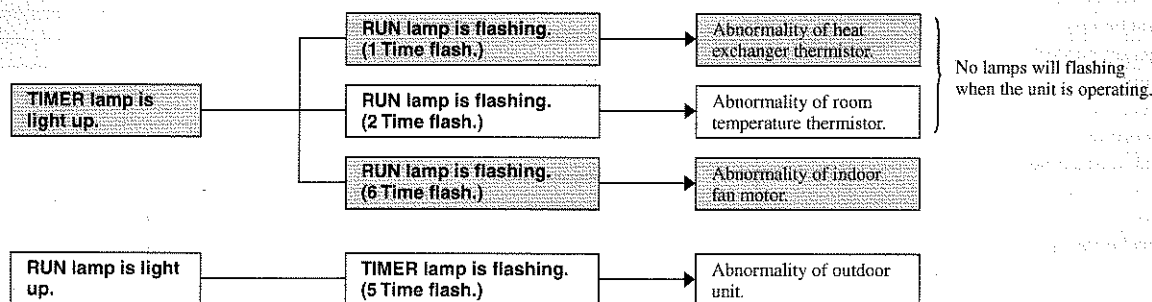 RUN lamp is flashing.
(1 Time flash.)
Abnormality of heat
exchanger thermistor.
TIMER lamp is
light up.
RUN lamp is flashing.
(2 Time flash.)
Abnormality of room
temperature thermistor.
No lamps will flashing
when the unit is operating.
RUN lamp is flashing.
(6 Time flash.)
Abnormality of indoor
fan motor.
RUN lamp is light
up.
TIMER lamp is flashing.
(5 Time flash.)
Abnormality of outdoor
unit.